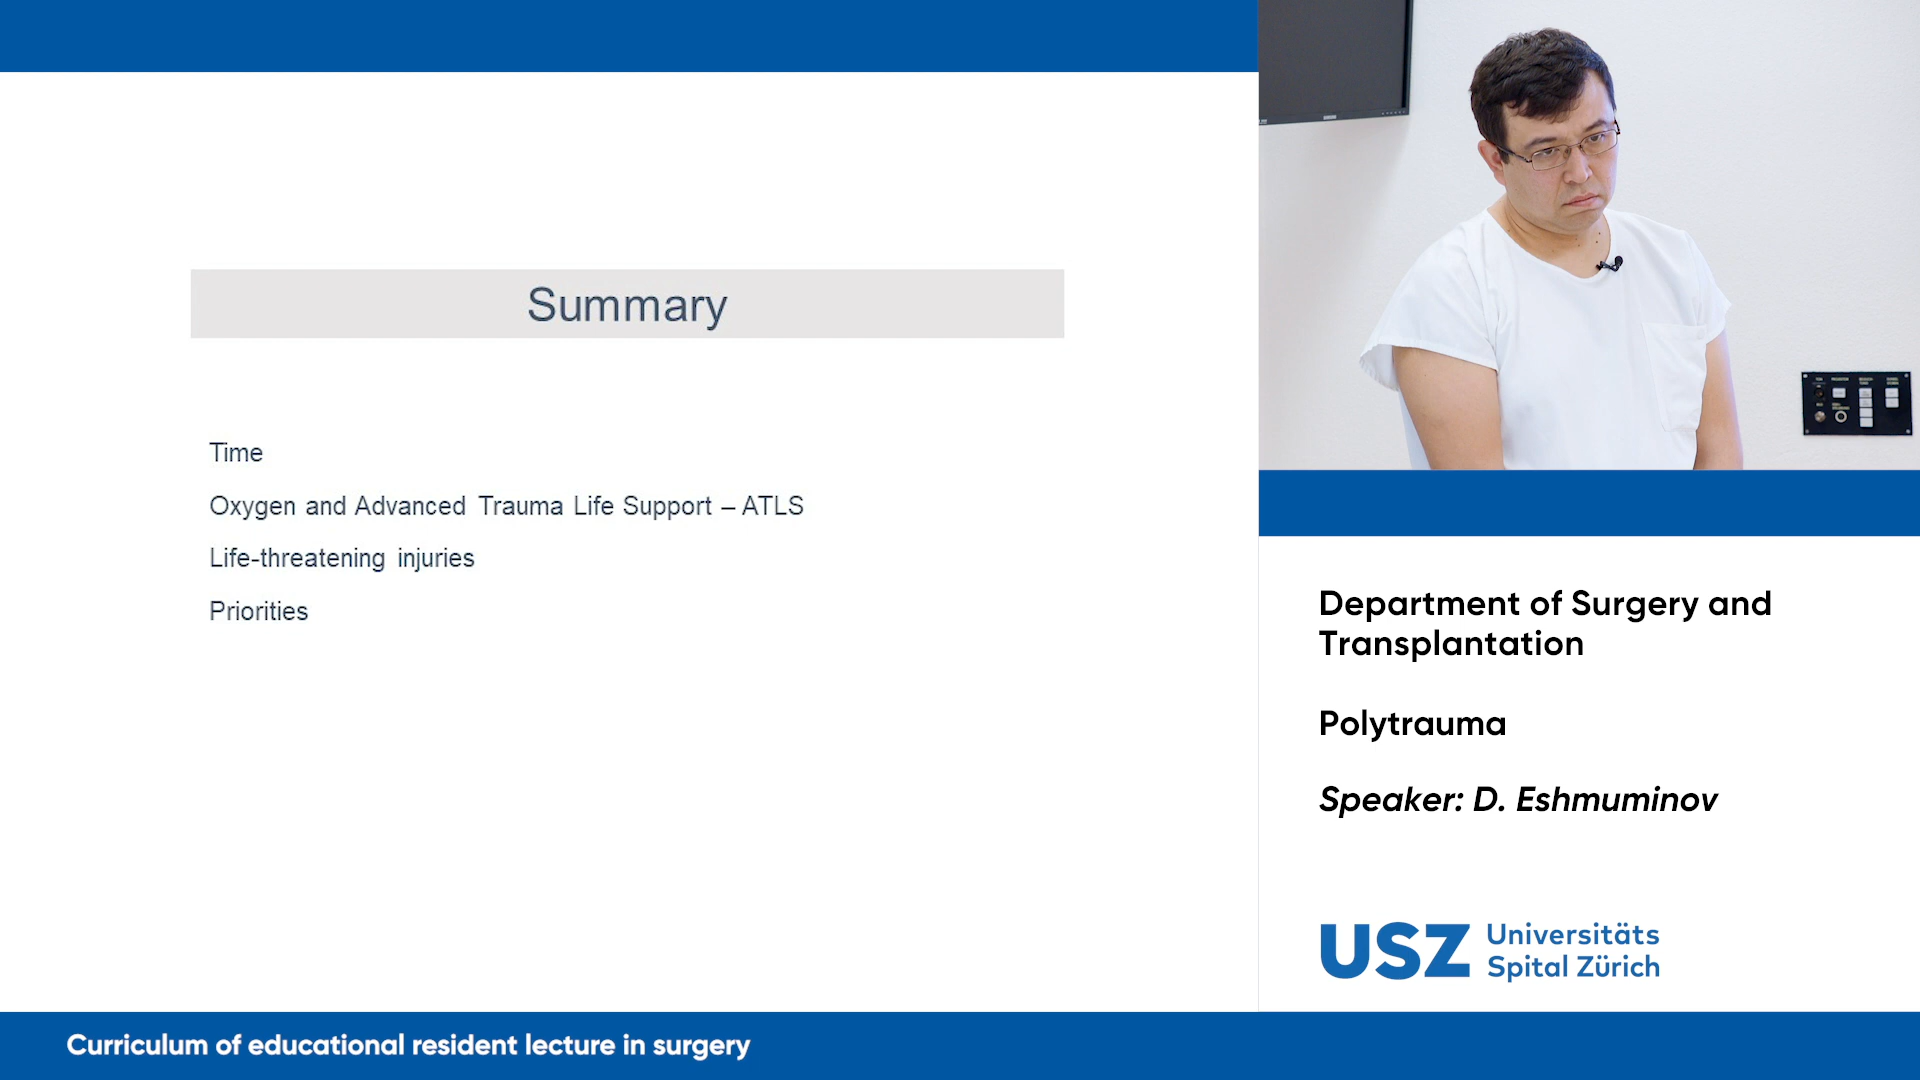 Summary
Time
Oxygen and Advanced Trauma Life Support – ATLS
Life-threatening injuries
Priorities
Department of Surgery and
Transplantation
Polytrauma
Speaker: D. Eshmuminov
USZ Universitäts
Spital Zürich
Curriculum of educational resident lecture in surgery